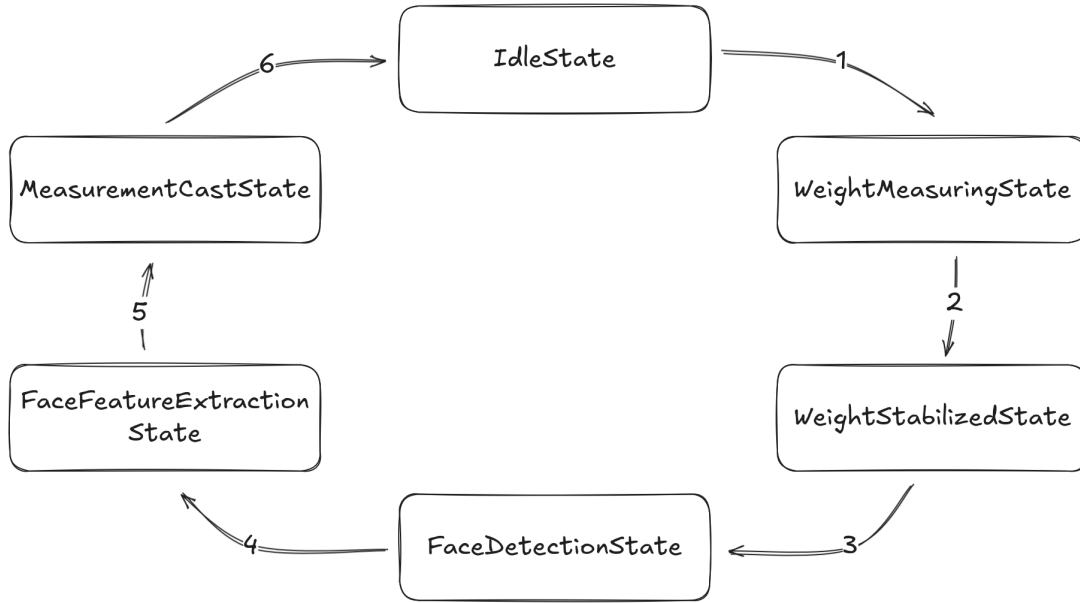 IdleState
6
1
MeasurementCastState
WeightMeasuringState
5
2
FaceFeatureExtraction
State
WeightStabilizedState
4
FaceDetectionState
3